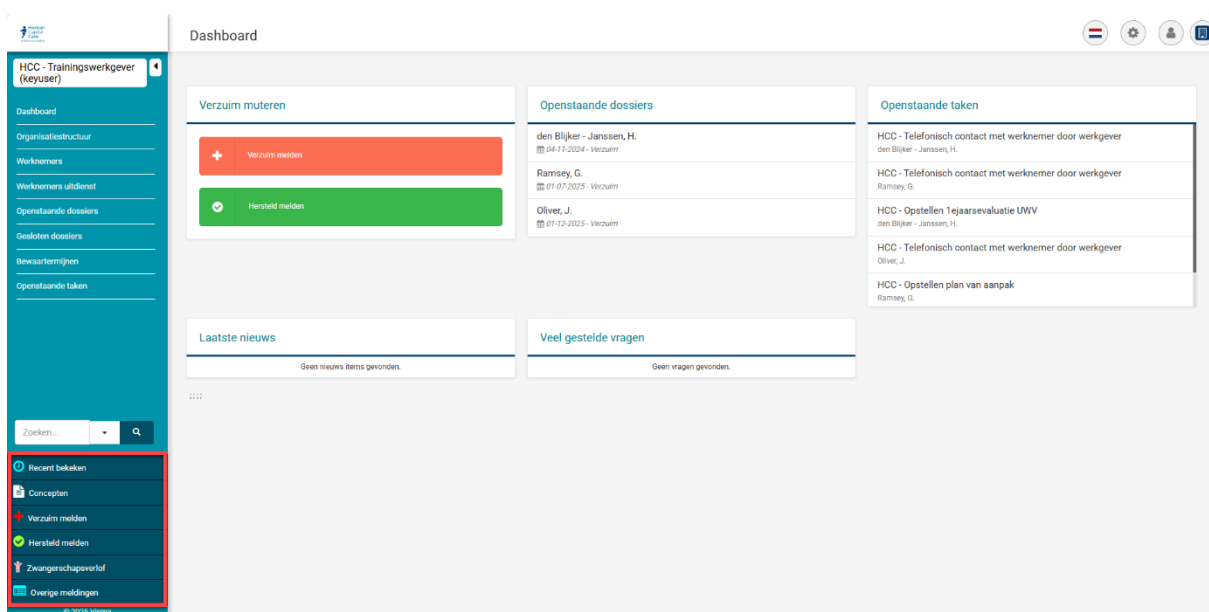 Human
Capital
Care
Dashboard
HCC - Trainingswerkgever
(keyuser)
Dashboard
Organisatiestructuur
Werknemers
Werknemers uitdienst
Openstaande dossiers
Gesloten dossiers
Bewaartermijnen
Openstaande taken
Verzuim muteren
Verzuim melden
Hersteld melden
Openstaande dossiers
den Blijker - Janssen, H.
04-11-2024 - Verzuim
Ramsey, G.
01-07-2025 - Verzuim
Oliver, J.
01-12-2025 - Verzuim
Openstaande taken
HCC - Telefonisch contact met werknemer door werkgever
den Blijker - Janssen, H.
HCC - Telefonisch contact met werknemer door werkgever
Ramsey, G.
HCC - Opstellen 1ejaarsevaluatie UWV
den Blijker - Janssen, H.
HCC - Telefonisch contact met werknemer door werkgever
Oliver, J.
HCC - Opstellen plan van aanpak
Ramsey, G.
Laatste nieuws
Geen nieuws items gevonden.
Veel gestelde vragen
Geen vragen gevonden.
;;;;
Zoeken...
Recent bekeken
Concepten
Verzuim melden
Hersteld melden
Zwangerschapsverlof
Overige meldingen
© 2025 Visma